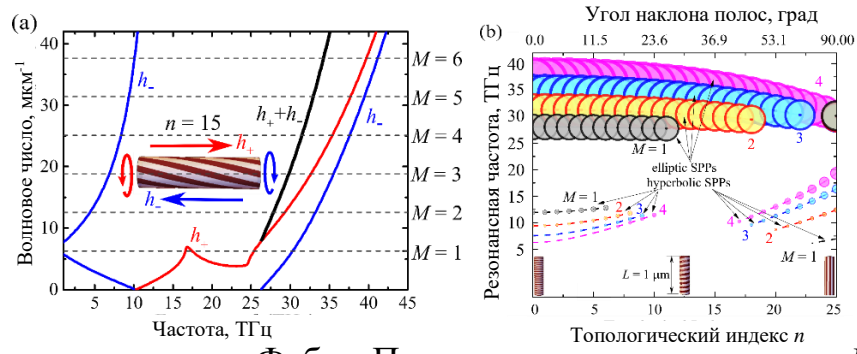 (a)
40
30
20
10
0
Волновое число, мкм⁻¹
h₋
n = 15
h₊
h₋
h₊+h₋
h₋
h₊
M = 6
M = 5
M = 4
M = 3
M = 2
M = 1
5 10 15 20 25 30 35 40 45
Частота, ТГц
Угол наклона полос, град
0.0 11.5 23.6 36.9 53.1 90.00
(b)
40
35
30
25
20
15
10
5
Резонансная частота, ТГц
4
3
2
M = 1
elliptic SPPs
hyperbolic SPPs
M = 1
2
3
4
4
3
2
M = 1
L = 1 μm
0 5 10 15 20 25
Топологический индекс n